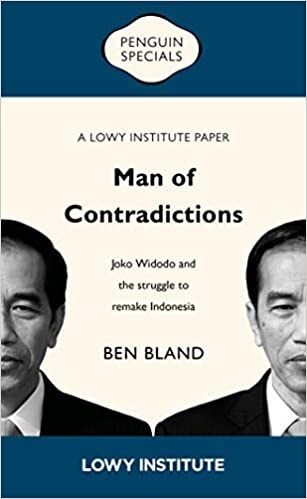 PENGUIN
SPECIALS
A LOWY INSTITUTE PAPER
Man of
Contradictions
Joko Widodo and
the struggle to
remake Indonesia
BEN BLAND
LOWY INSTITUTE